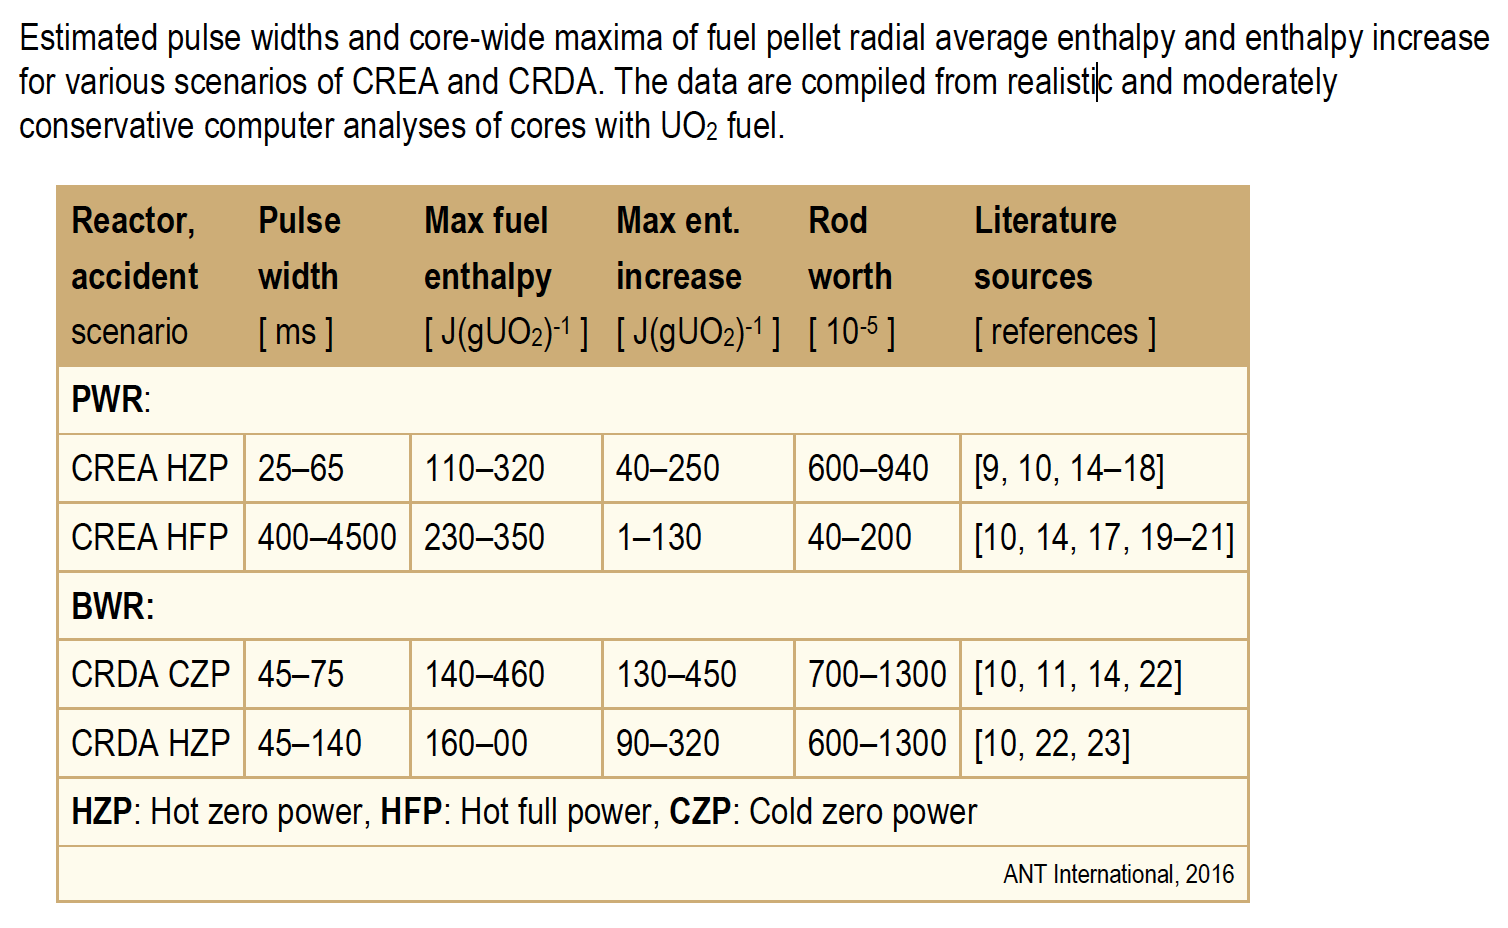 Estimated pulse widths and core-wide maxima of fuel pellet radial average enthalpy and enthalpy increase
for various scenarios of CREA and CRDA. The data are compiled from realistic and moderately
conservative computer analyses of cores with UO2 fuel.
Reactor, accident scenario | Pulse width [ ms ] | Max fuel enthalpy [ J(gUO2)-1 ] | Max ent. increase [ J(gUO2)-1 ] | Rod worth [ 10-5 ] | Literature sources [ references ]
PWR:
CREA HZP | 25–65 | 110–320 | 40–250 | 600–940 | [9, 10, 14–18]
CREA HFP | 400–4500 | 230–350 | 1–130 | 40–200 | [10, 14, 17, 19–21]
BWR:
CRDA CZP | 45–75 | 140–460 | 130–450 | 700–1300 | [10, 11, 14, 22]
CRDA HZP | 45–140 | 160–00 | 90–320 | 600–1300 | [10, 22, 23]
HZP: Hot zero power, HFP: Hot full power, CZP: Cold zero power
ANT International, 2016